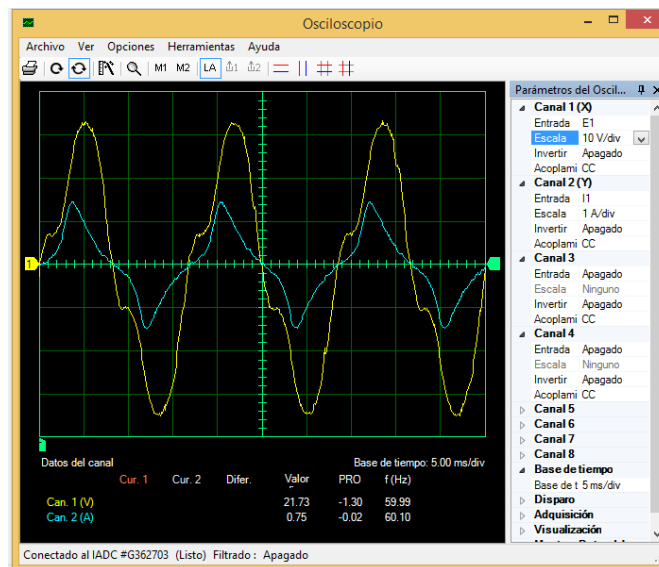 Osciloscopio
Archivo Ver Opciones Herramientas Ayuda
M1 M2 LA 1 2
Parámetros del Oscil...
Canal 1 (X)
Entrada E1
Escala 10 V/div
Invertir Apagado
Acoplami CC
Canal 2 (Y)
Entrada I1
Escala 1 A/div
Invertir Apagado
Acoplami CC
Canal 3
Entrada Apagado
Escala Ninguno
Invertir Apagado
Acoplami CC
Canal 4
Entrada Apagado
Escala Ninguno
Invertir Apagado
Acoplami CC
Canal 5
Canal 6
Canal 7
Canal 8
Base de tiempo
Base de t 5 ms/div
Disparo
Adquisición
Visualización
1
Datos del canal
Base de tiempo: 5.00 ms/div
Cur. 1 Cur. 2 Difer. Valor PRO f (Hz)
Can. 1 (V) 21.73 -1.30 59.99
Can. 2 (A) 0.75 -0.02 60.10
Conectado al IADC #G362703 (Listo) Filtrado : Apagado